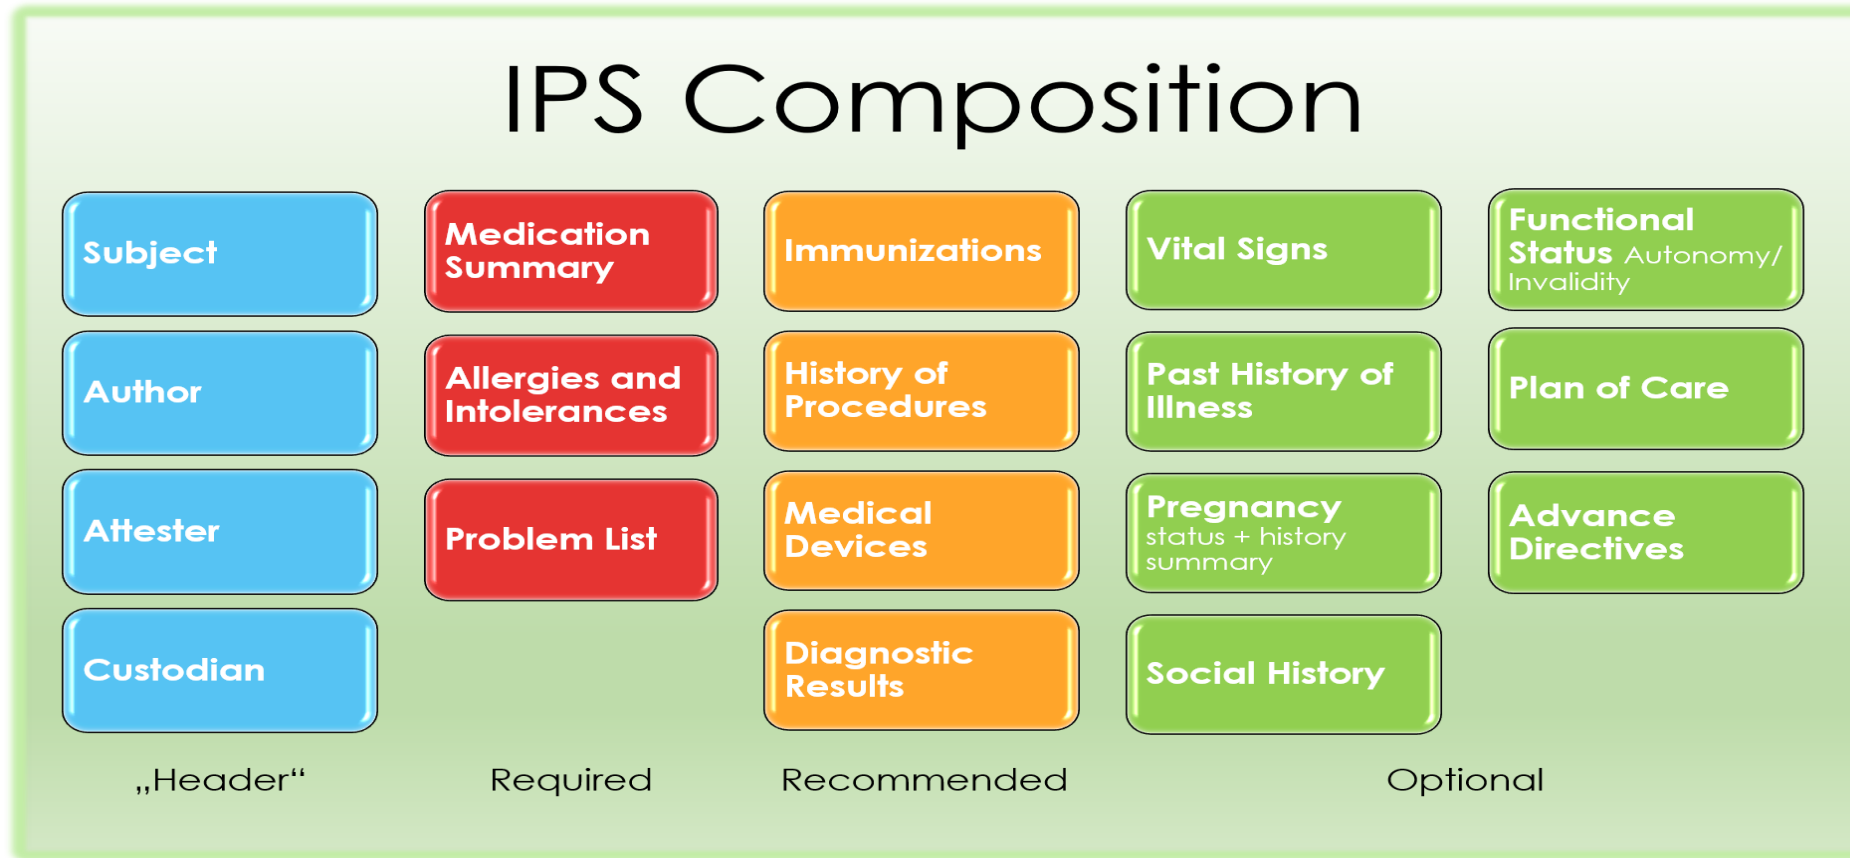 IPS Composition
Subject
Author
Attester
Custodian
„Header“
Medication
Summary
Allergies and
Intolerances
Problem List
Required
Immunizations
History of
Procedures
Medical
Devices
Diagnostic
Results
Recommended
Vital Signs
Past History of
Illness
Pregnancy
status + history
summary
Social History
Functional
Status Autonomy/
Invalidity
Plan of Care
Advance
Directives
Optional